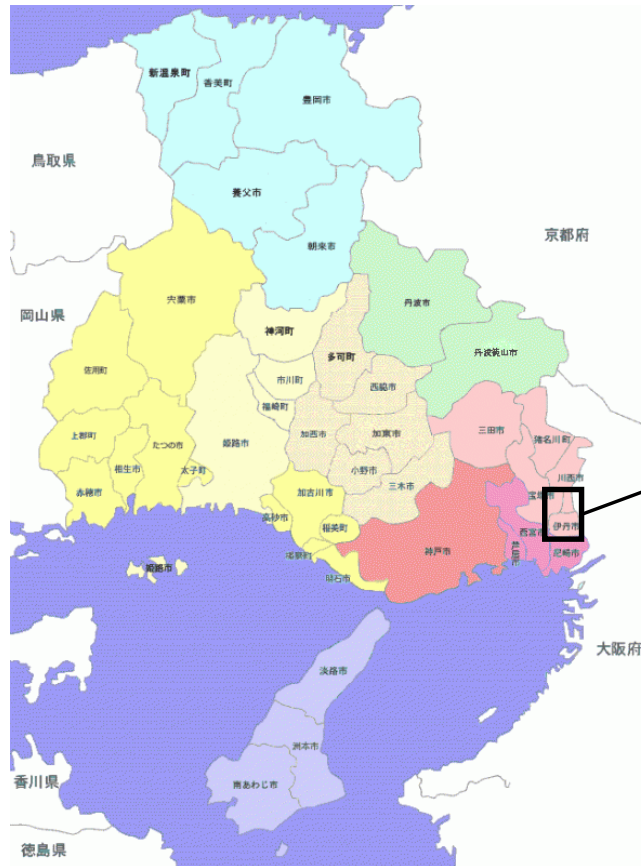 新温泉町
香美町
豊岡市
鳥取県
養父市
朝来市
京都府
宍粟市
丹波市
岡山県
神河町
多可町
丹波篠山市
佐用町
市川町
西脇市
福崎町
三田市
上郡町
たつの市
姫路市
加西市
加東市
猪名川町
相生市
太子町
小野市
川西市
赤穂市
加古川市
三木市
宝塚市
高砂市
稲美町
伊丹市
西宮市
播磨町
神戸市
芦屋市
尼崎市
姫路市
明石市
大阪府
淡路市
洲本市
南あわじ市
香川県
徳島県